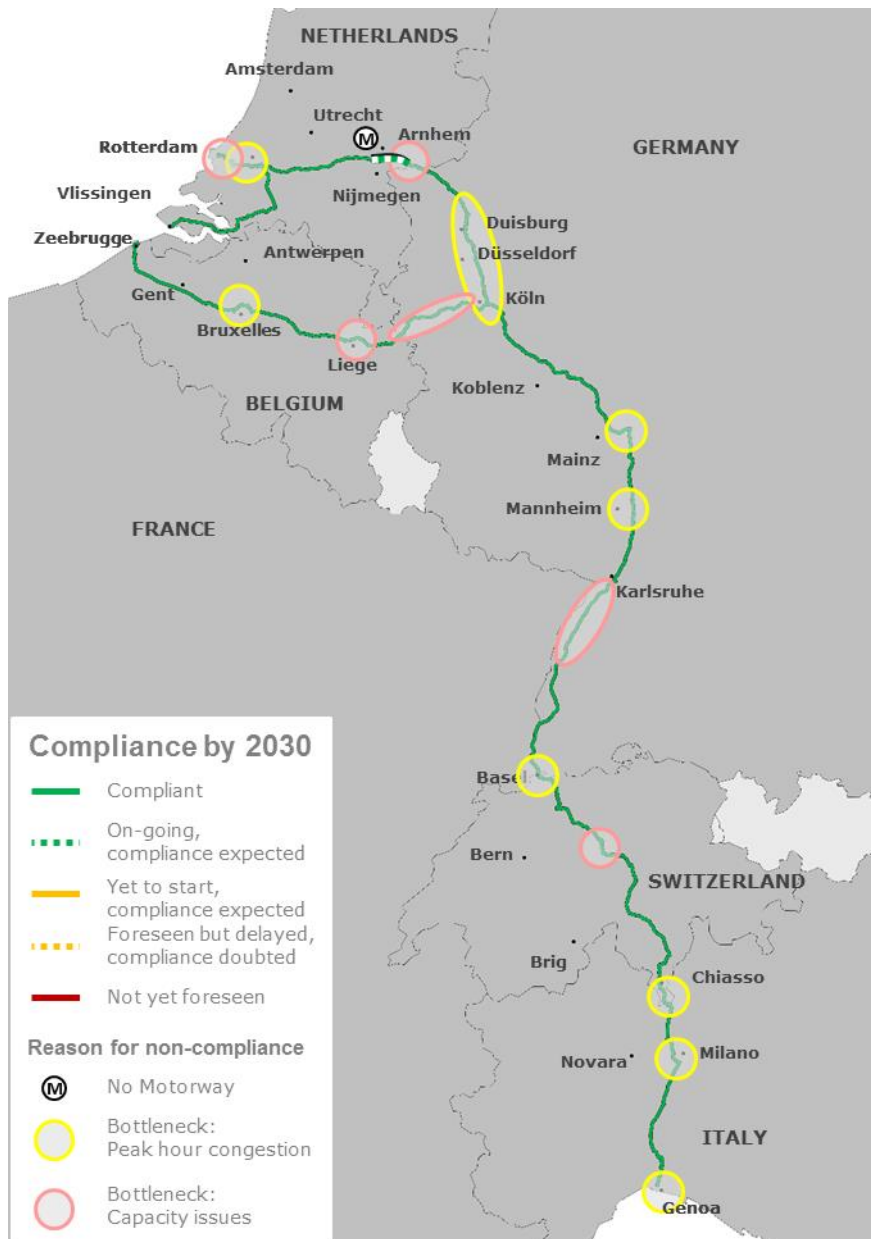 NETHERLANDS
Amsterdam
Utrecht
M
Arnhem
Rotterdam
GERMANY
Nijmegen
Vlissingen
Duisburg
Zeebrugge
Düsseldorf
Antwerpen
Gent
Köln
Bruxelles
Liege
Koblenz
BELGIUM
Mainz
Mannheim
FRANCE
Karlsruhe
Basel
Bern
SWITZERLAND
Brig
Chiasso
Novara
Milano
ITALY
Genoa
Compliance by 2030
Compliant
On-going,
compliance expected
Yet to start,
compliance expected
Foreseen but delayed,
compliance doubted
Not yet foreseen
Reason for non-compliance
M No Motorway
Bottleneck:
Peak hour congestion
Bottleneck:
Capacity issues